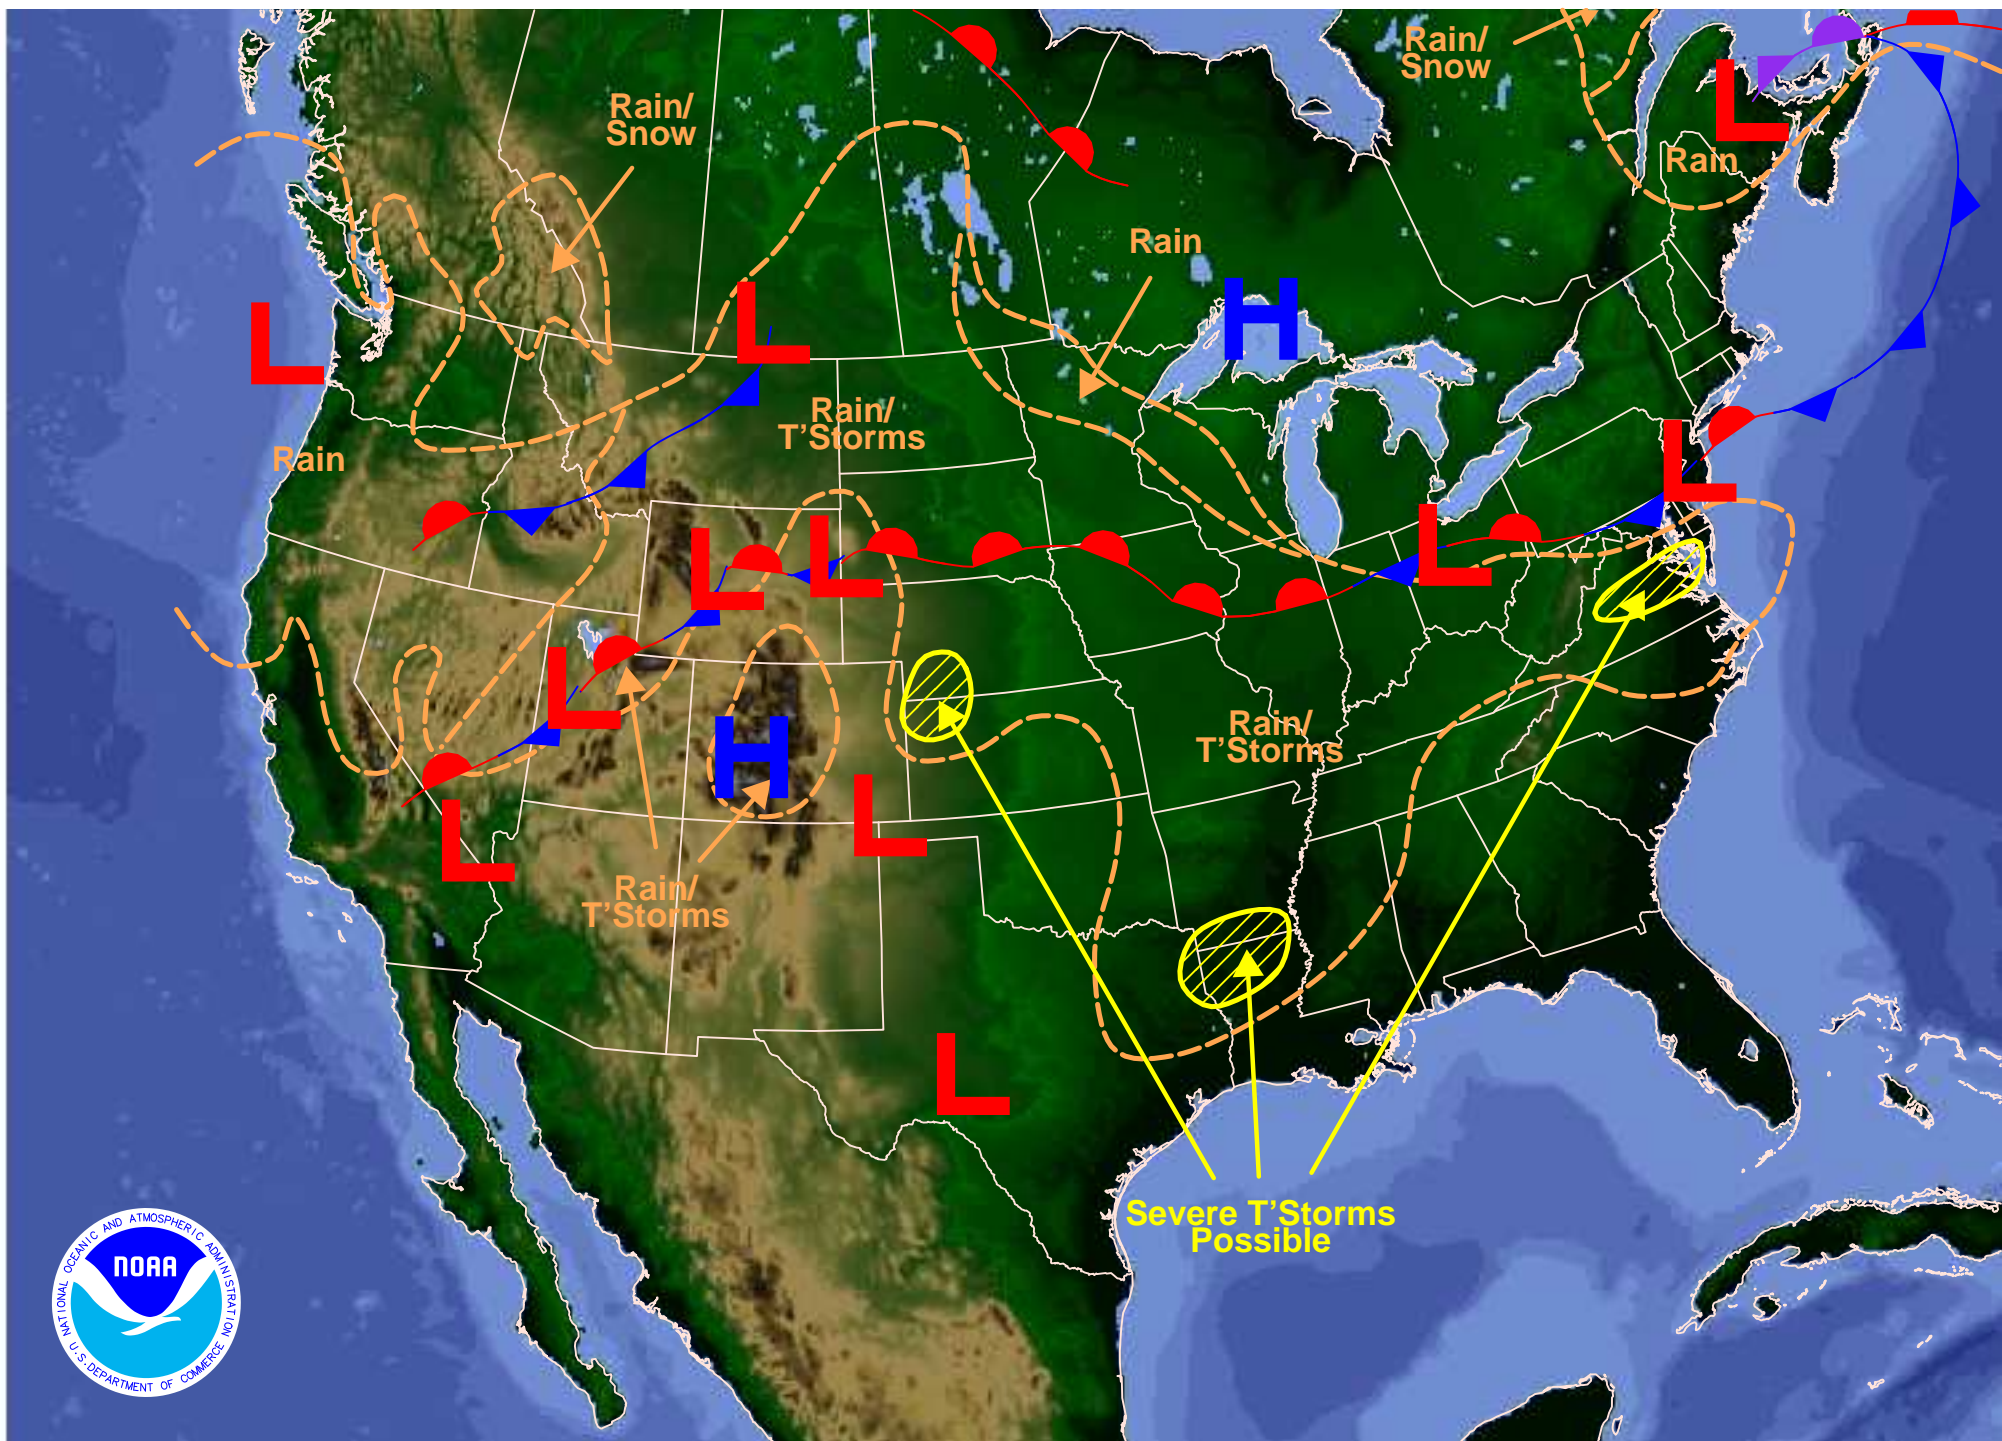 Rain/
Snow
Rain/
Snow
Rain
Rain
Rain/
T'Storms
Rain
Rain/
T'Storms
Rain/
T'Storms
Severe T'Storms
Possible
L
L
L
L
L
L
L
L
L
L
L
H
H
NATIONAL OCEANIC AND ATMOSPHERIC ADMINISTRATION
NOAA
U.S. DEPARTMENT OF COMMERCE